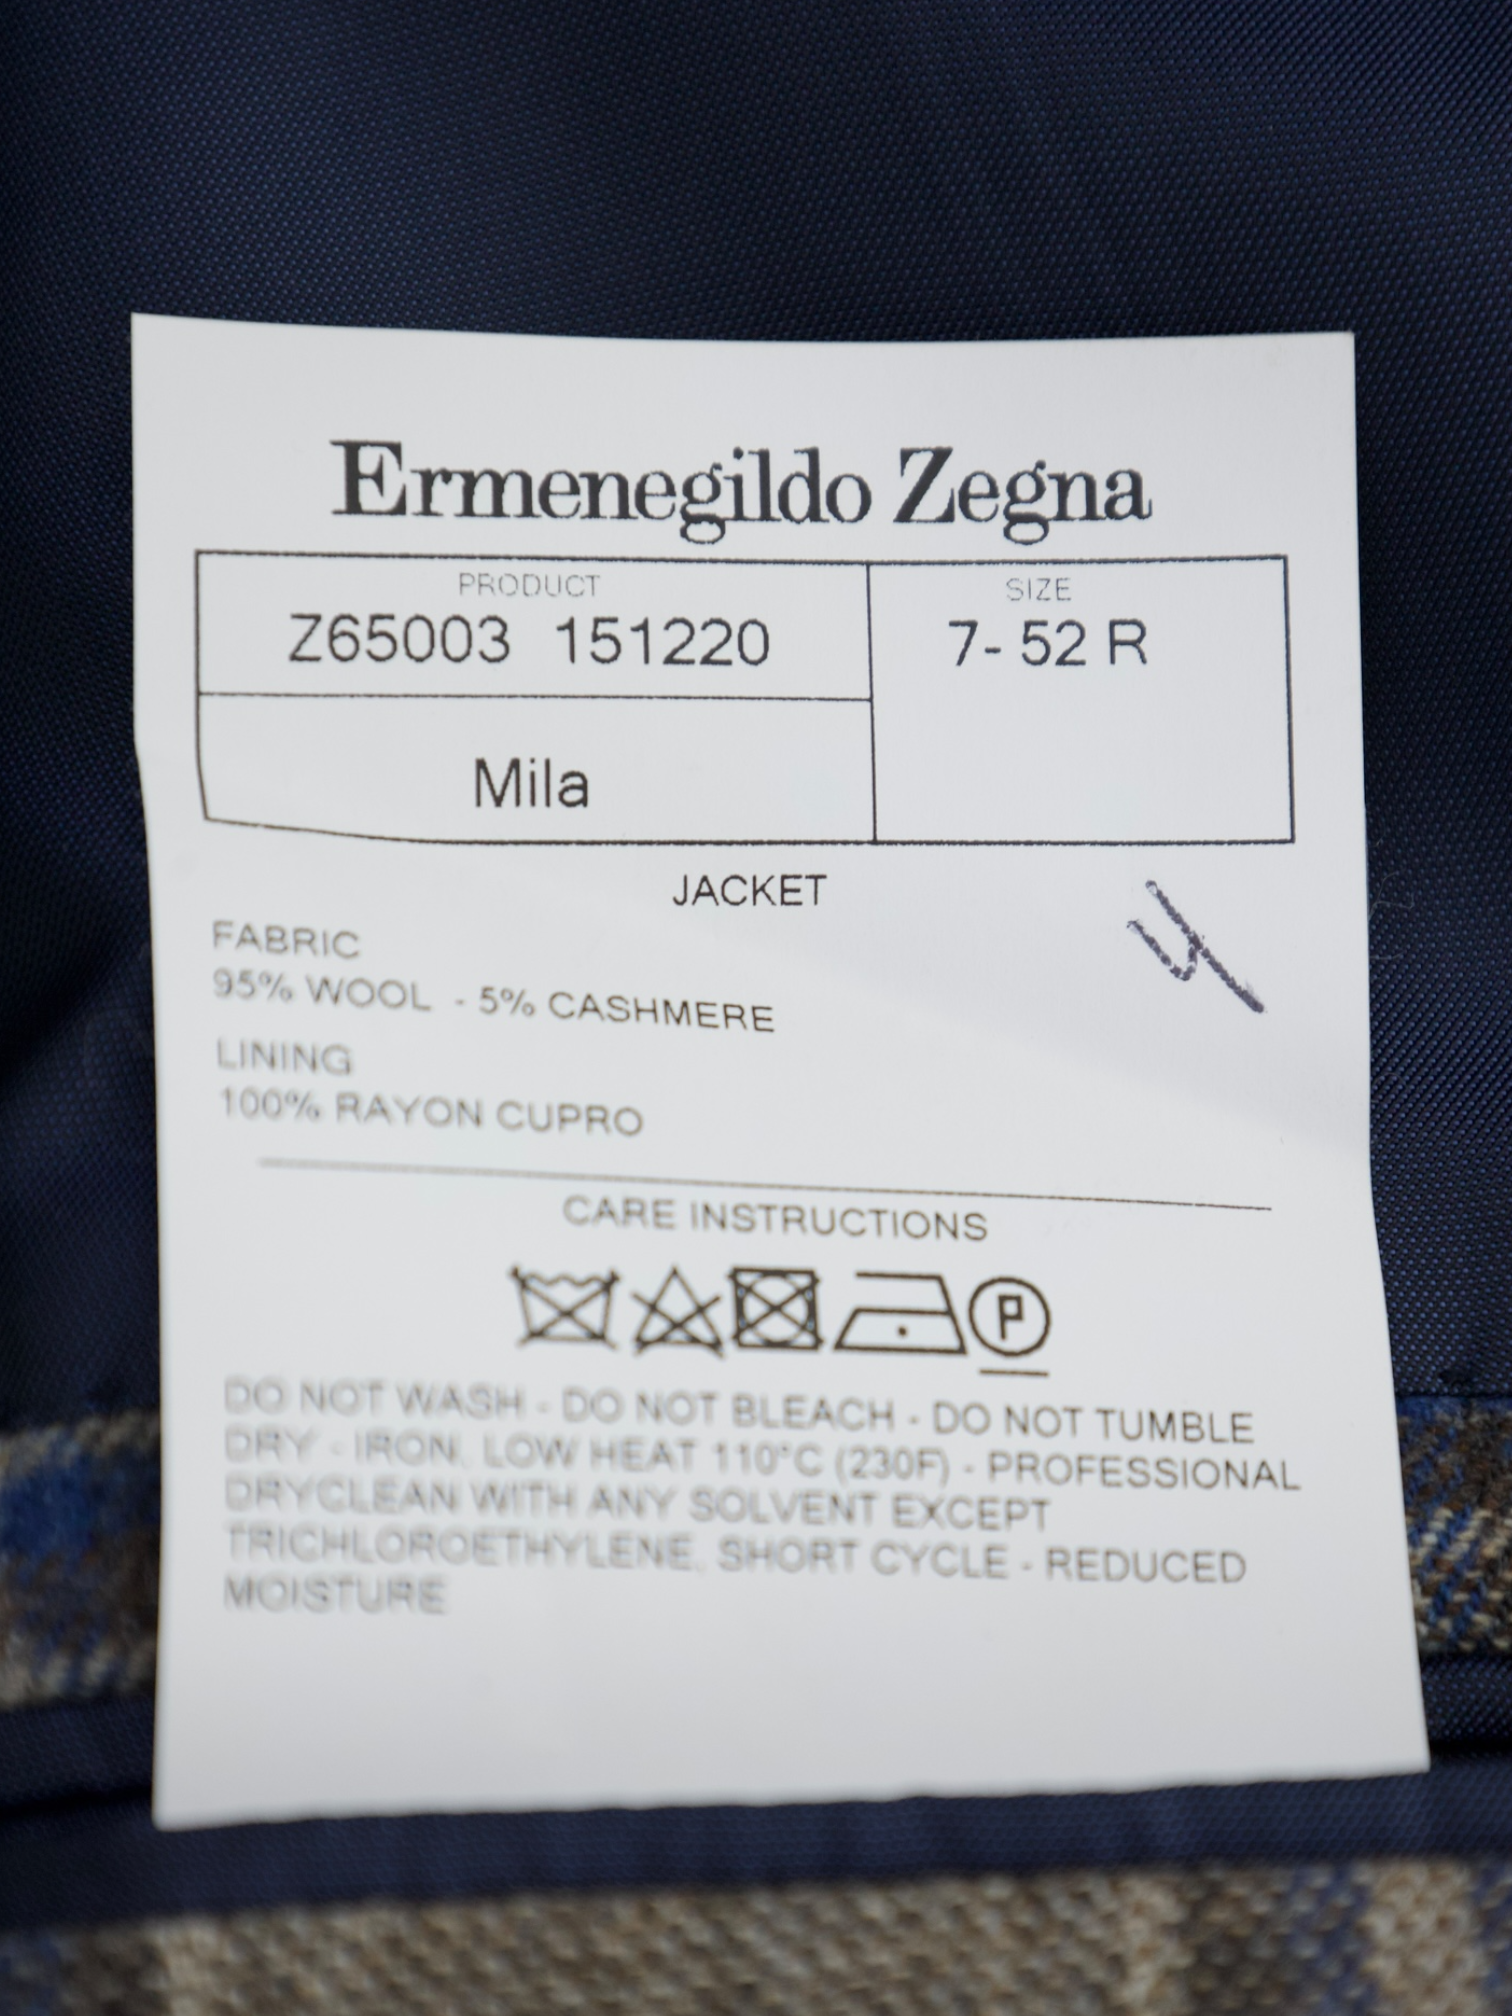 Ermenegildo Zegna
PRODUCT
Z65003 151220
SIZE
7- 52 R
Mila
JACKET
FABRIC
95% WOOL - 5% CASHMERE
LINING
100% RAYON CUPRO
CARE INSTRUCTIONS
P
DO NOT WASH - DO NOT BLEACH - DO NOT TUMBLE
DRY - IRON, LOW HEAT 110°C (230F) - PROFESSIONAL
DRYCLEAN WITH ANY SOLVENT EXCEPT
TRICHLOROETHYLENE, SHORT CYCLE - REDUCED
MOISTURE